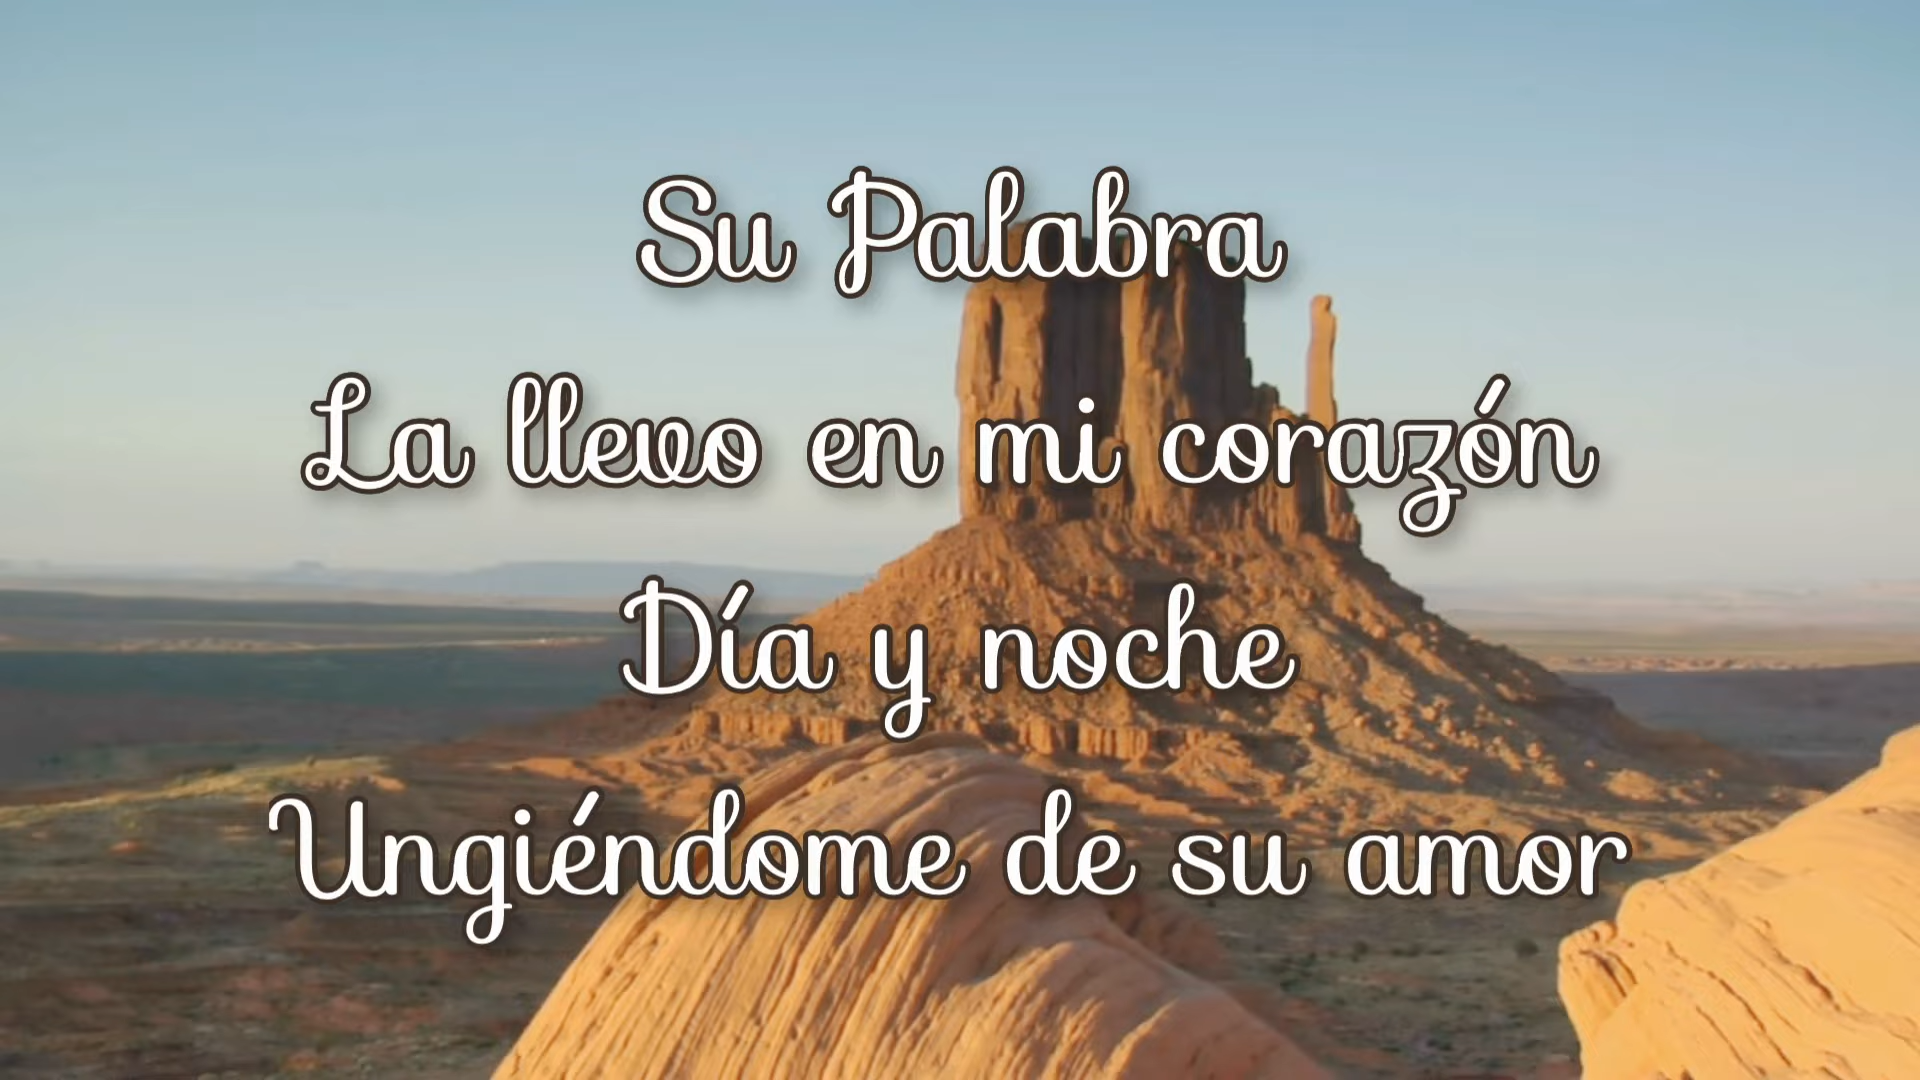 Su Palabra
La llevo en mi corazón
Día y noche
Ungiéndome de su amor